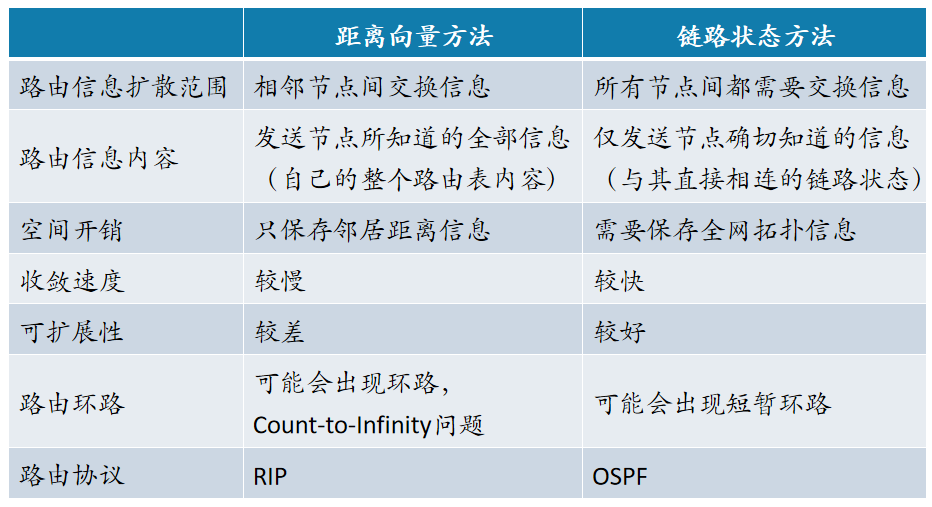 距离向量方法 链路状态方法
路由信息扩散范围 相邻节点间交换信息 所有节点间都需要交换信息
路由信息内容 发送节点所知道的全部信息 仅发送节点确切知道的信息
（自己的整个路由表内容） （与其直接相连的链路状态）
空间开销 只保存邻居距离信息 需要保存全网拓扑信息
收敛速度 较慢 较快
可扩展性 较差 较好
路由环路 可能会出现环路， 可能会出现短暂环路
Count-to-Infinity问题
路由协议 RIP OSPF